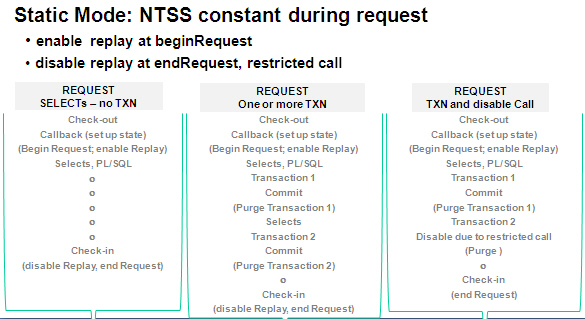 Static Mode: NTSS constant during request
• enable replay at beginRequest
• disable replay at endRequest, restricted call
REQUEST
SELECTs – no TXN
Check-out
Callback (set up state)
(Begin Request; enable Replay)
Selects, PL/SQL
o
o
o
o
o
Check-in
(disable Replay, end Request)
REQUEST
One or more TXN
Check-out
Callback (set up state)
(Begin Request; enable Replay)
Selects, PL/SQL
Transaction 1
Commit
(Purge Transaction 1)
Selects
Transaction 2
Commit
(Purge Transaction 2)
o
Check-in
(disable Replay, end Request)
REQUEST
TXN and disable Call
Check-out
Callback (set up state)
(Begin Request; enable Replay)
Selects, PL/SQL
Transaction 1
Commit
(Purge Transaction 1)
Transaction 2
Disable due to restricted call
(Purge )
o
Check-in
(end Request)